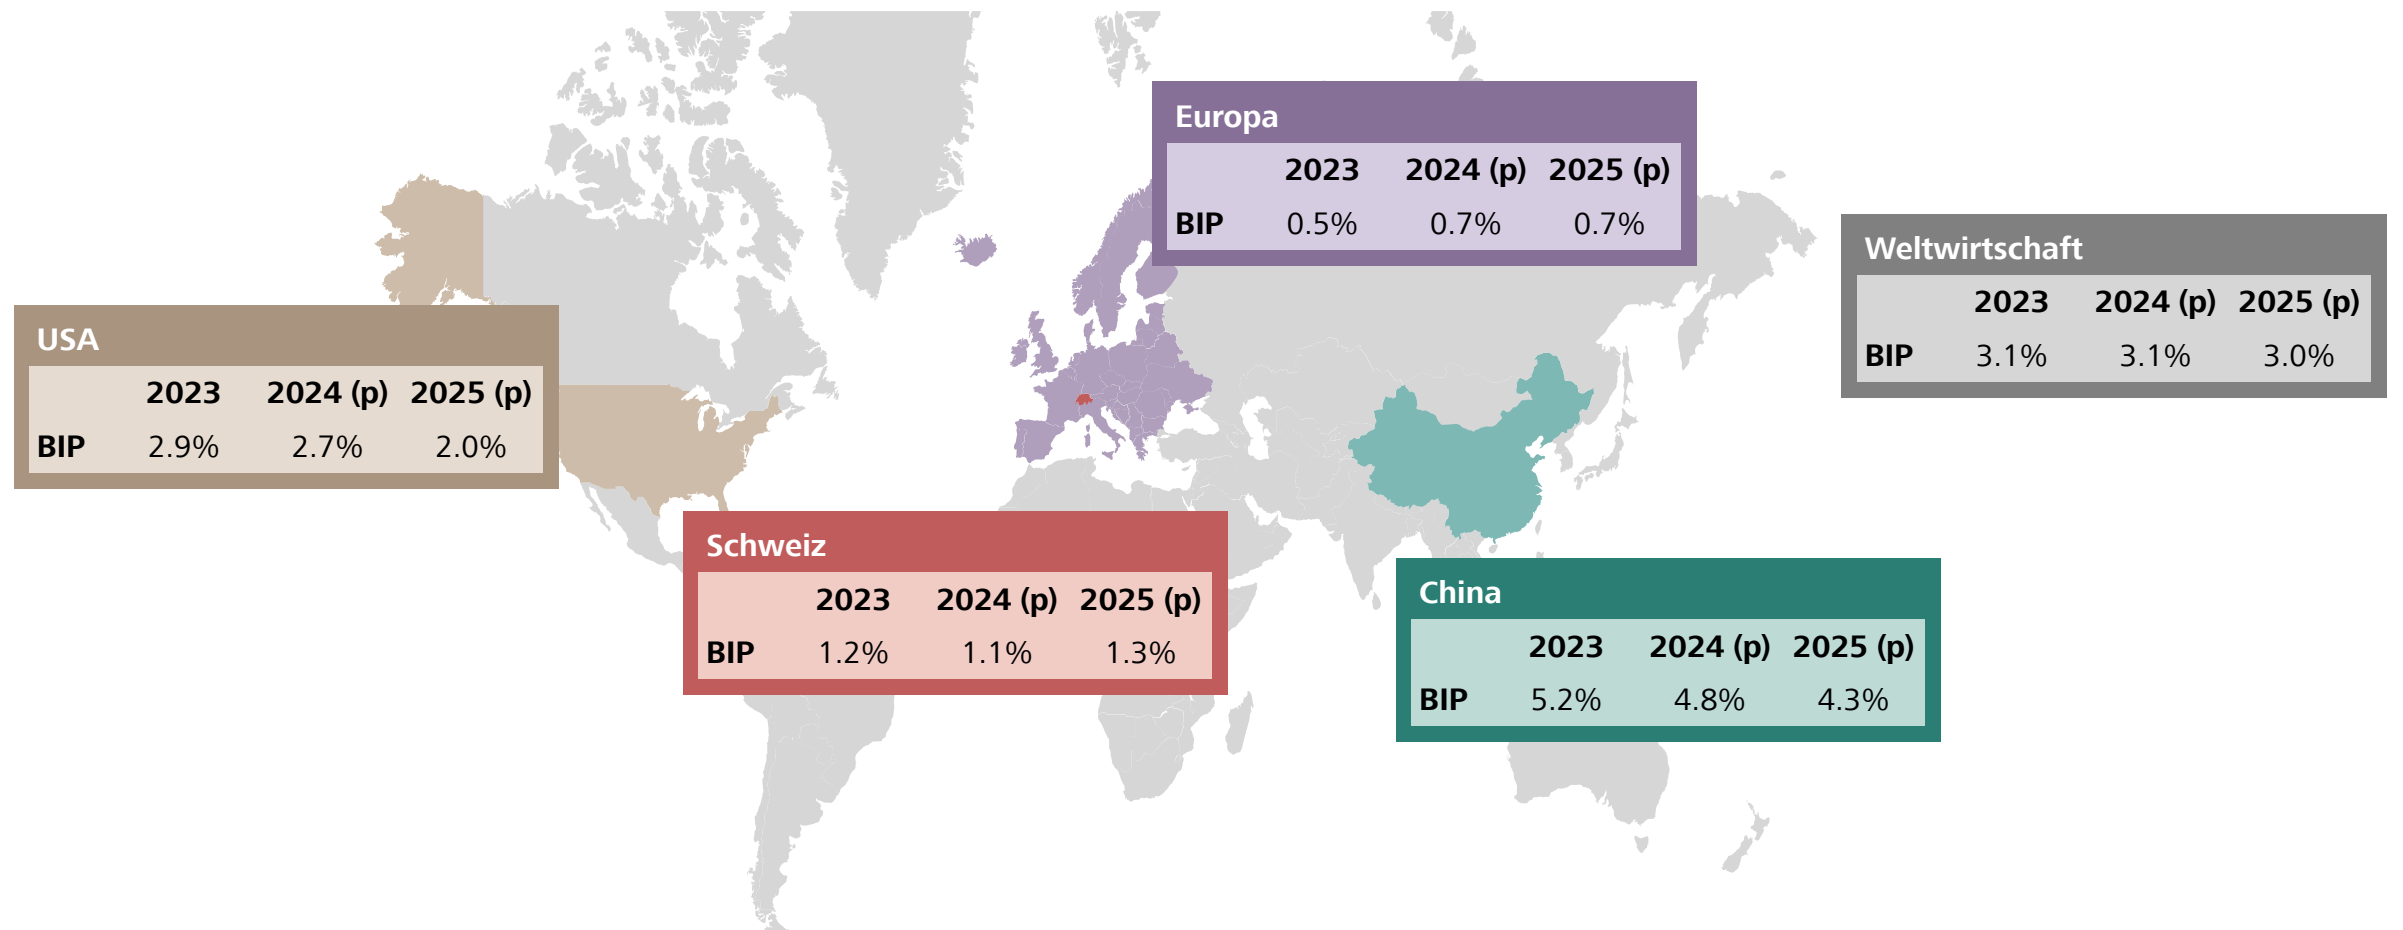 Europa
2023 2024 (p) 2025 (p)
BIP 0.5% 0.7% 0.7%
Weltwirtschaft
2023 2024 (p) 2025 (p)
BIP 3.1% 3.1% 3.0%
USA
2023 2024 (p) 2025 (p)
BIP 2.9% 2.7% 2.0%
Schweiz
2023 2024 (p) 2025 (p)
BIP 1.2% 1.1% 1.3%
China
2023 2024 (p) 2025 (p)
BIP 5.2% 4.8% 4.3%